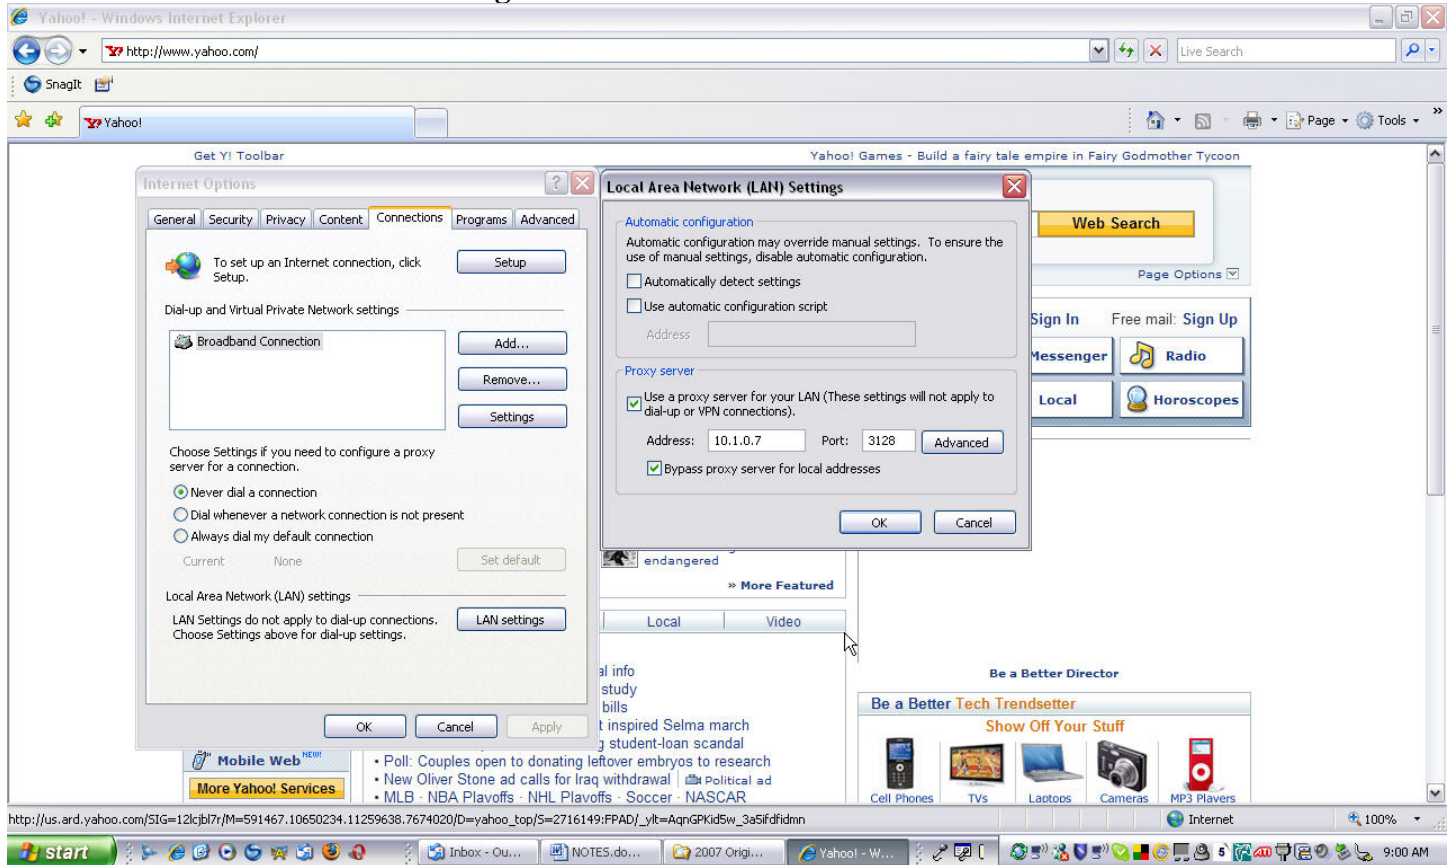 Yahoo! - Windows Internet Explorer
http://www.yahoo.com/
Live Search
SnagIt
Yahoo!
Page
Tools
Get Y! Toolbar
Yahoo! Games - Build a fairy tale empire in Fairy Godmother Tycoon
Internet Options
General Security Privacy Content Connections Programs Advanced
To set up an Internet connection, click
Setup.
Setup
Dial-up and Virtual Private Network settings
Broadband Connection
Add...
Remove...
Settings
Choose Settings if you need to configure a proxy
server for a connection.
Never dial a connection
Dial whenever a network connection is not present
Always dial my default connection
Current None
Set default
Local Area Network (LAN) settings
LAN Settings do not apply to dial-up connections.
Choose Settings above for dial-up settings.
LAN settings
OK Cancel Apply
Local Area Network (LAN) Settings
Automatic configuration
Automatic configuration may override manual settings. To ensure the
use of manual settings, disable automatic configuration.
Automatically detect settings
Use automatic configuration script
Address
Proxy server
Use a proxy server for your LAN (These settings will not apply to
dial-up or VPN connections).
Address: 10.1.0.7 Port: 3128 Advanced
Bypass proxy server for local addresses
OK Cancel
Web Search
Page Options
Sign In Free mail: Sign Up
Messenger Radio
Local Horoscopes
endangered
» More Featured
Local Video
al info
study
bills
t inspired Selma march
g student-loan scandal
• Poll: Couples open to donating leftover embryos to research
• New Oliver Stone ad calls for Iraq withdrawal Political ad
• MLB · NBA Playoffs · NHL Playoffs · Soccer · NASCAR
Mobile Web NEW!
More Yahoo! Services
Be a Better Director
Be a Better Tech Trendsetter
Show Off Your Stuff
Cell Phones TVs Laptops Cameras MP3 Players
http://us.ard.yahoo.com/SIG=12lcjbl7r/M=591467.10650234.11259638.7674020/D=yahoo_top/S=2716149:FPAD/_ylt=AqnGPKid5w_3a5ifdfidmn
Internet
100%
start
Inbox - Ou...
NOTES.do...
2007 Origi...
Yahoo! - W...
9:00 AM